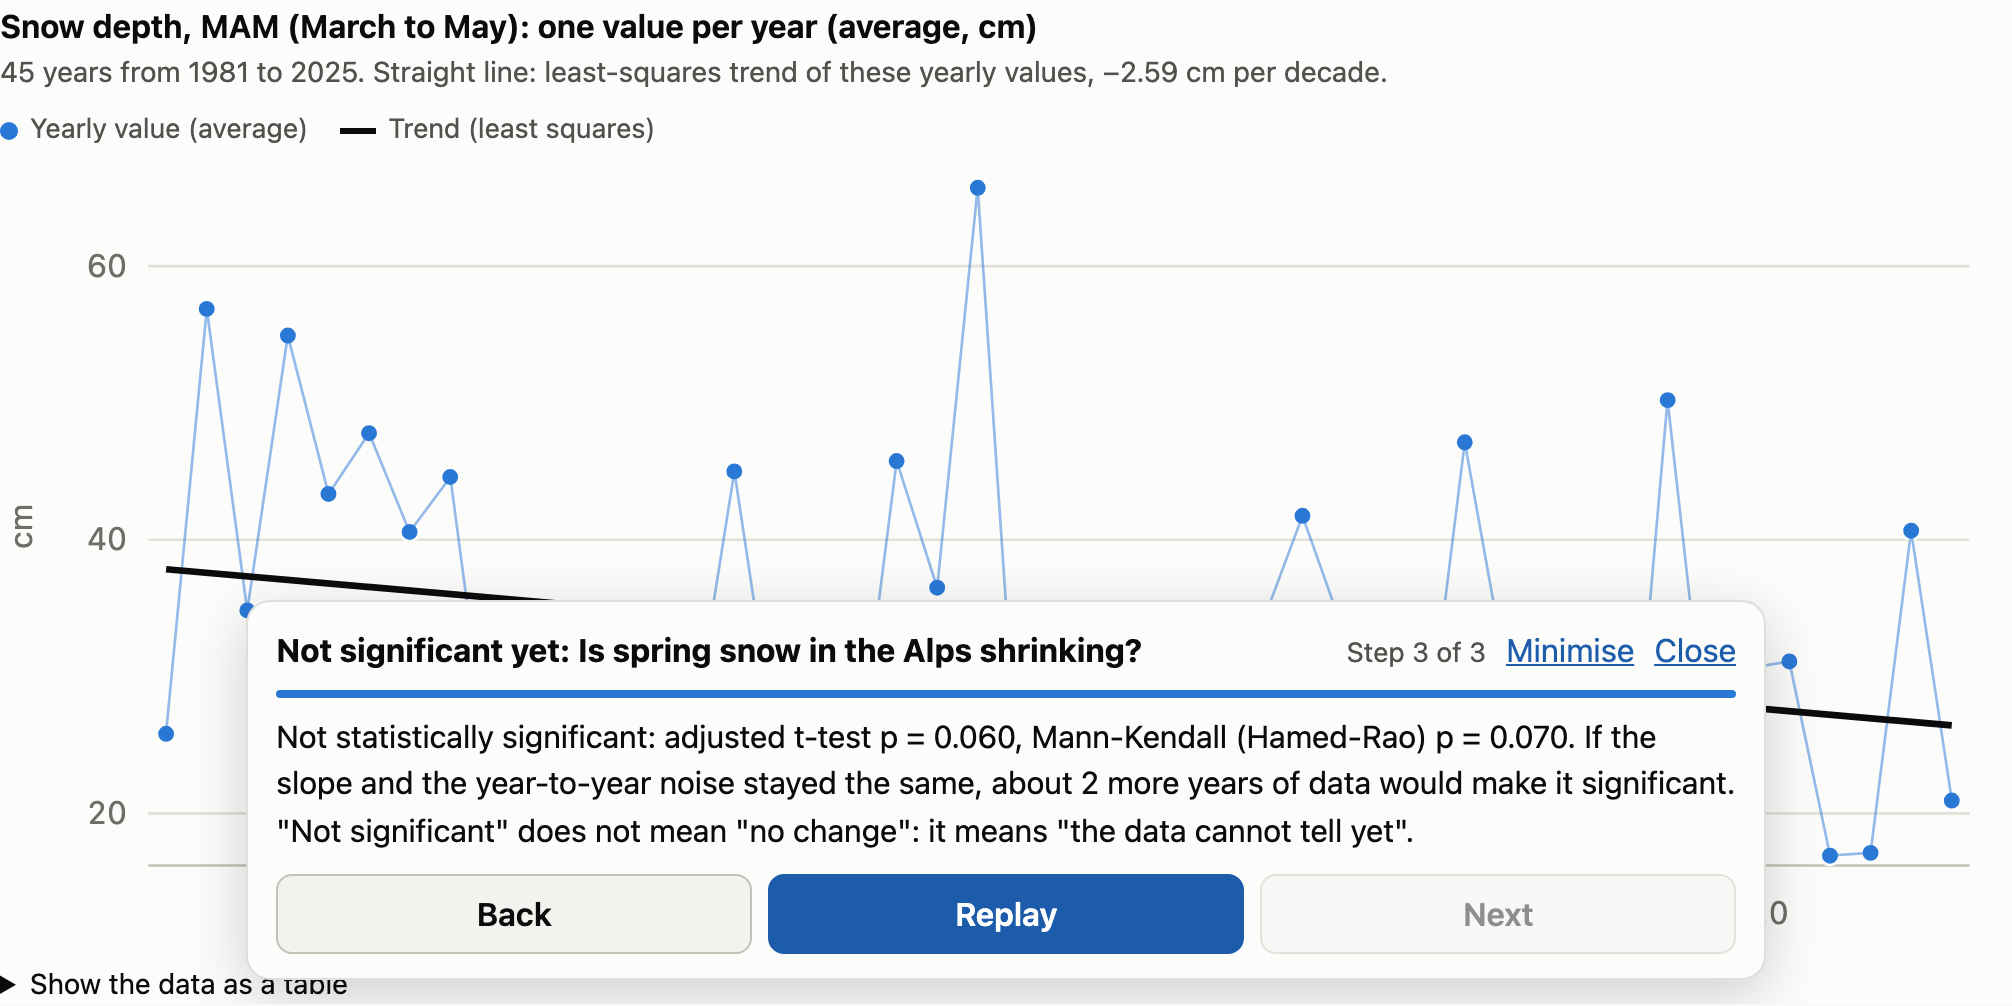 Snow depth, MAM (March to May): one value per year (average, cm)
45 years from 1981 to 2025. Straight line: least-squares trend of these yearly values, −2.59 cm per decade.
Yearly value (average)
Trend (least squares)
60
40
20
cm
Not significant yet: Is spring snow in the Alps shrinking?
Step 3 of 3
Minimise
Close
Not statistically significant: adjusted t-test p = 0.060, Mann-Kendall (Hamed-Rao) p = 0.070. If the
slope and the year-to-year noise stayed the same, about 2 more years of data would make it significant.
"Not significant" does not mean "no change": it means "the data cannot tell yet".
Back
Replay
Next
0
Show the data as a table